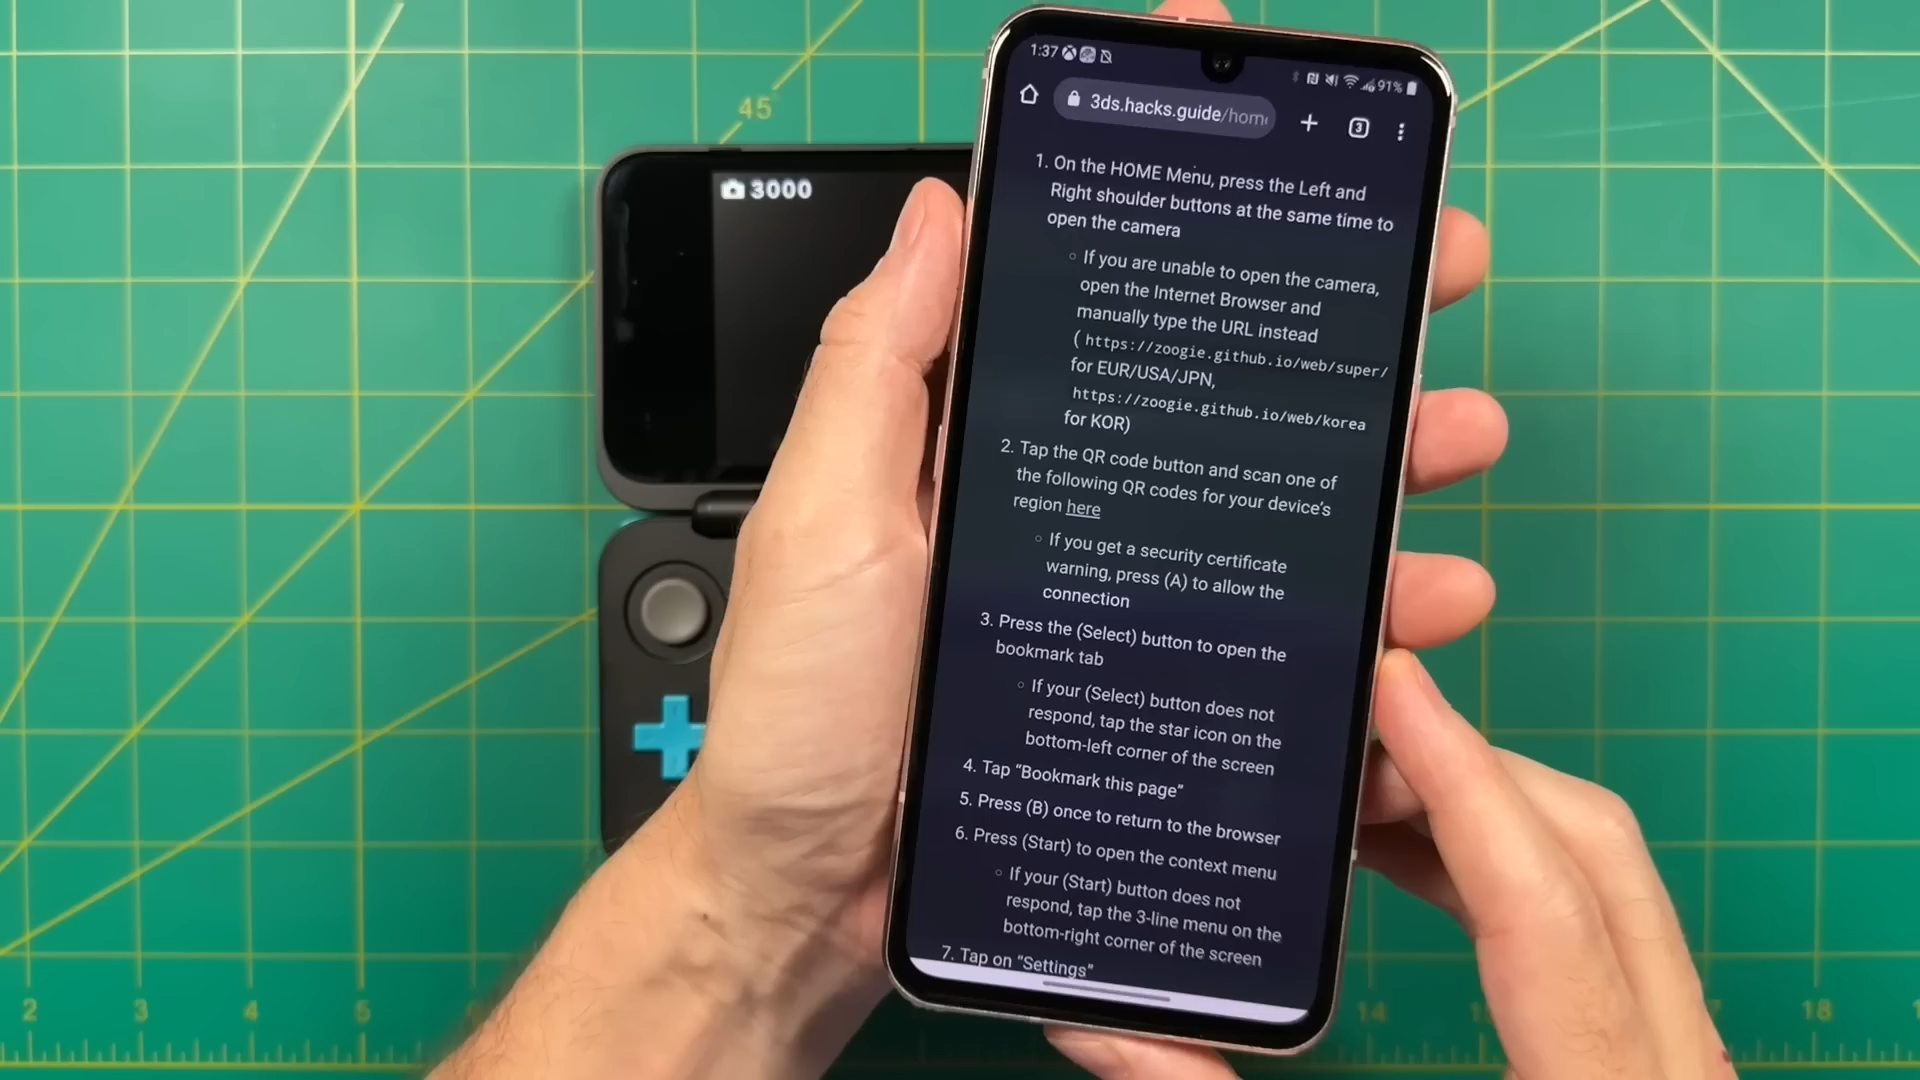 45
3000
1:37
91%
3ds.hacks.guide/hom
3
1. On the HOME Menu, press the Left and
Right shoulder buttons at the same time to
open the camera
If you are unable to open the camera,
open the Internet Browser and
manually type the URL instead
( https://zoogie.github.io/web/super/
for EUR/USA/JPN,
https://zoogie.github.io/web/korea
for KOR)
2. Tap the QR code button and scan one of
the following QR codes for your device's
region here
If you get a security certificate
warning, press (A) to allow the
connection
3. Press the (Select) button to open the
bookmark tab
If your (Select) button does not
respond, tap the star icon on the
bottom-left corner of the screen
4. Tap “Bookmark this page”
5. Press (B) once to return to the browser
6. Press (Start) to open the context menu
If your (Start) button does not
respond, tap the 3-line menu on the
bottom-right corner of the screen
7. Tap on “Settings”
2 3 4 5 14 18